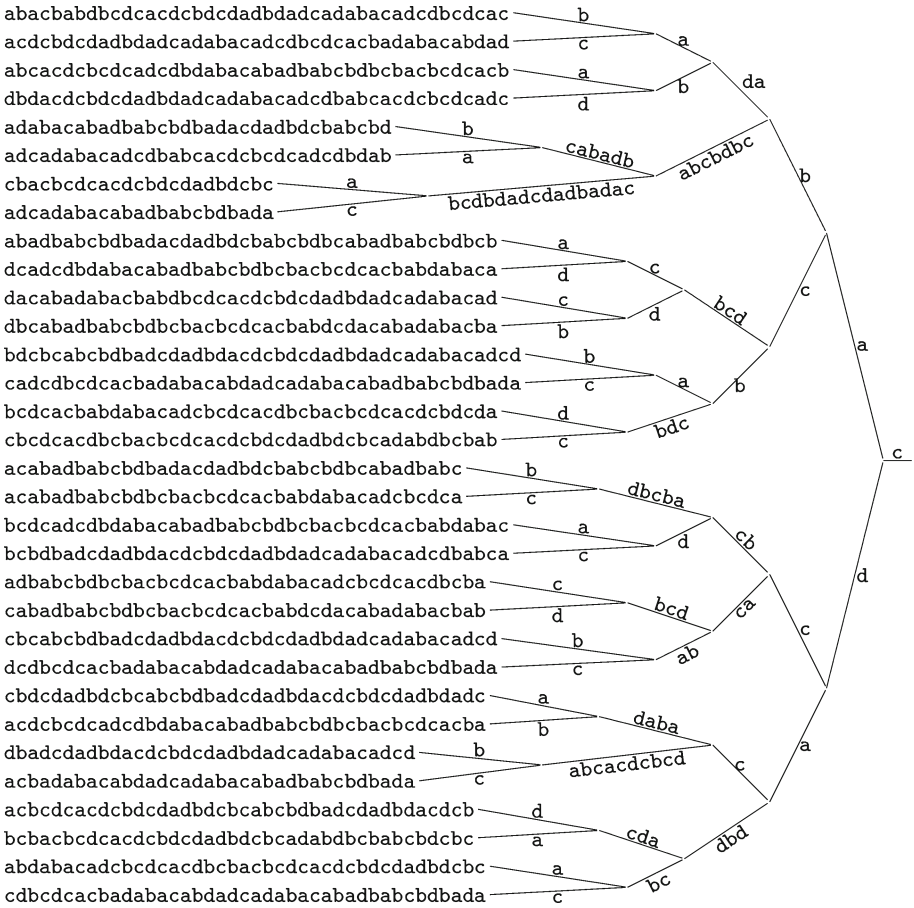 abacbabdbcdcacdcbdcdadbdadcadabacadcdbcdcac b
a
acdcbdcdadbdadcadabacadcdbcdcacbadabacabdad c
da
abcacdcbcdcadcdbdabacabadbabcbdbcbacbcdcacb a
b
dbdacdcbdcdadbdadcadabacadcdbabcacdcbcdcadc d
adabacabadbabcbdbadacdadbdcbabcbd b
cabadb
abcbdbc
adcadabacadcdbabcacdcbcdcadcdbdab a
b
cbacbcdcacdcbdcdadbdcbc a
bcdbdadcdadbadac
adcadabacabadbabcbdbada c
abadbabcbdbadacdadbdcbabcbdbcabadbabcbdbcb a
c
dcadcdbdabacabadbabcbdbcbacbcdcacbabdabaca d
c
dacabadabacbabdbcdcacdcbdcdadbdadcadabacad c
bcd
d
dbcabadbabcbdbcbacbcdcacbabdcdacabadabacba b
a
bdcbcabcbdbadcdadbdacdcbdcdadbdadcadabacadcd b
a
b
cadcdbcdcacbadabacabdadcadabacabadbabcbdbada c
bcdcacbabdabacadcbcdcacdbcbacbcdcacdcbdcda d
bdc
cbcdcacdbcbacbcdcacdcbdcdadbdcbcadabdbcbab c
c
acabadbabcbdbadacdadbdcbabcbdbcabadbabc b
dbcba
acabadbabcbdbcbacbcdcacbabdabacadcbcdca c
bcdcadcdbdabacabadbabcbdbcbacbcdcacbabdabac a
d
cb
bcbdbadcdadbdacdcbdcdadbdadcadabacadcdbabca c
d
adbabcbdbcbacbcdcacbabdabacadcbcdcacdbcba c
bcd
ca
cabadbabcbdbcbacbcdcacbabdcdacabadabacbab d
c
cbcabcbdbadcdadbdacdcbdcdadbdadcadabacadcd b
ab
dcdbcdcacbadabacabdadcadabacabadbabcbdbada c
cbdcdadbdcbcabcbdbadcdadbdacdcbdcdadbdadc a
daba
acdcbcdcadcdbdabacabadbabcbdbcbacbcdcacba b
a
dbadcdadbdacdcbdcdadbdadcadabacadcd b
abcacdcbcd
c
acbadabacabdadcadabacabadbabcbdbada c
acbcdcacdcbdcdadbdcbcabcbdbadcdadbdacdcb d
cda
dbd
bcbacbcdcacdcbdcdadbdcbcadabdbcbabcbdcbc a
abdabacadcbcdcacdbcbacbcdcacdcbdcdadbdcbc a
bc
cdbcdcacbadabacabdadcadabacabadbabcbdbada c